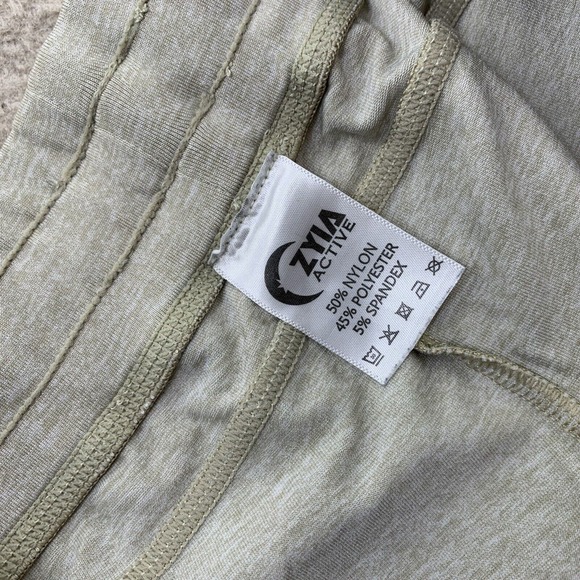 ZYIA
ACTIVE
50% NYLON
45% POLYESTER
5% SPANDEX